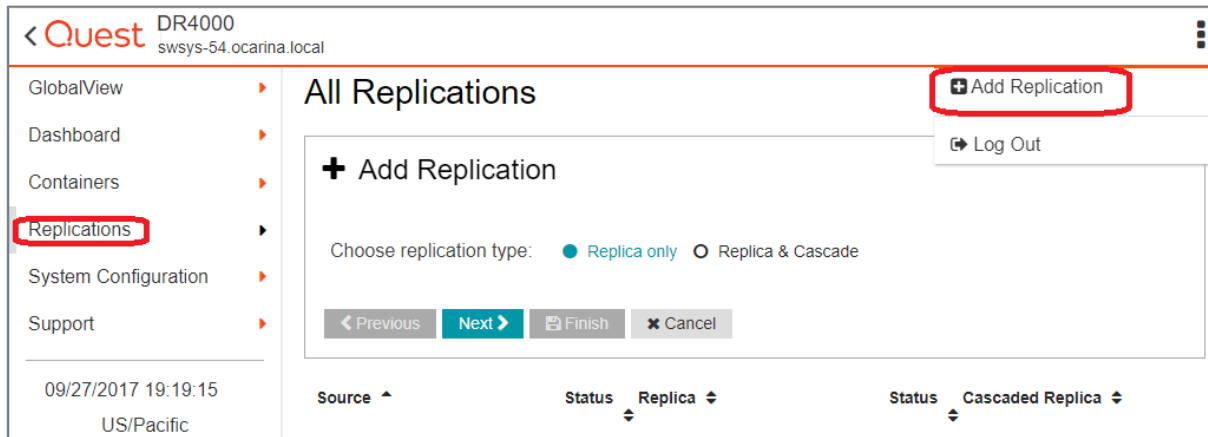 Quest DR4000
swsys-54.ocarina.local
GlobalView
Dashboard
Containers
Replications
System Configuration
Support
09/27/2017 19:19:15
US/Pacific
All Replications
Add Replication
Log Out
Add Replication
Choose replication type: Replica only Replica & Cascade
Previous Next Finish Cancel
Source Status Replica Status Cascaded Replica